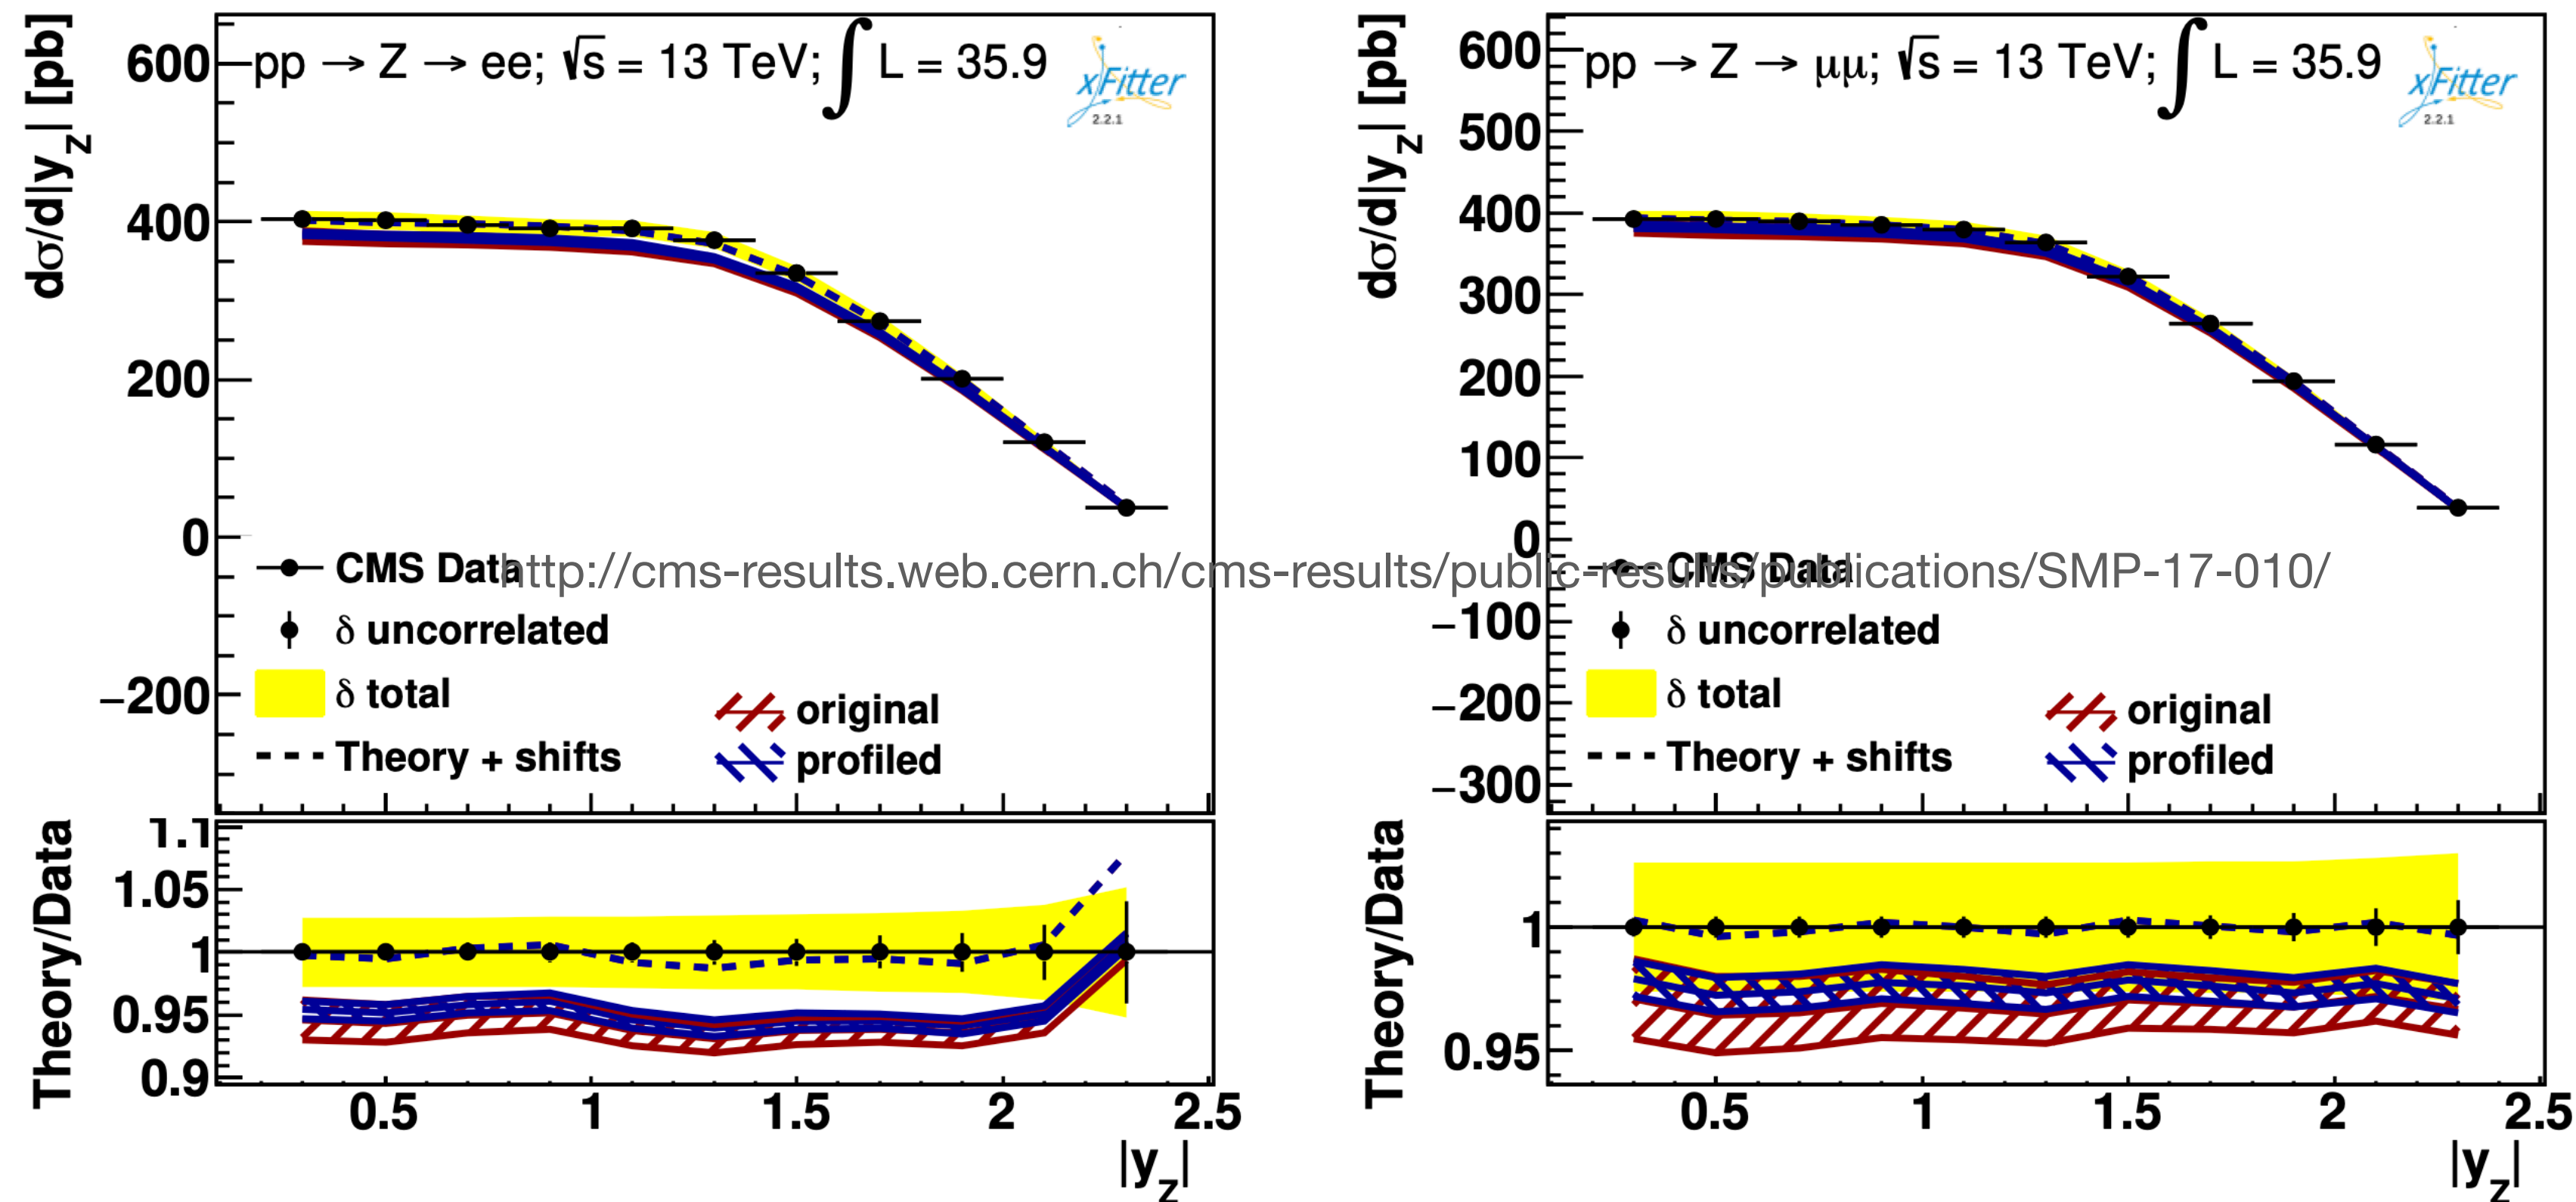 dσ/d|y_Z| [pb]
pp → Z → ee; √s = 13 TeV; ∫ L = 35.9
xFitter
2.2.1
600
400
200
0
−200
CMS Data
δ uncorrelated
δ total
Theory + shifts
original
profiled
Theory/Data
1.1
1.05
1
0.95
0.9
0.5 1 1.5 2 2.5
|y_Z|
http://cms-results.web.cern.ch/cms-results/public-results/publications/SMP-17-010/
dσ/d|y_Z| [pb]
pp → Z → μμ; √s = 13 TeV; ∫ L = 35.9
xFitter
2.2.1
600
500
400
300
200
100
0
−100
−200
−300
CMS Data
δ uncorrelated
δ total
Theory + shifts
original
profiled
Theory/Data
1
0.95
0.5 1 1.5 2 2.5
|y_Z|